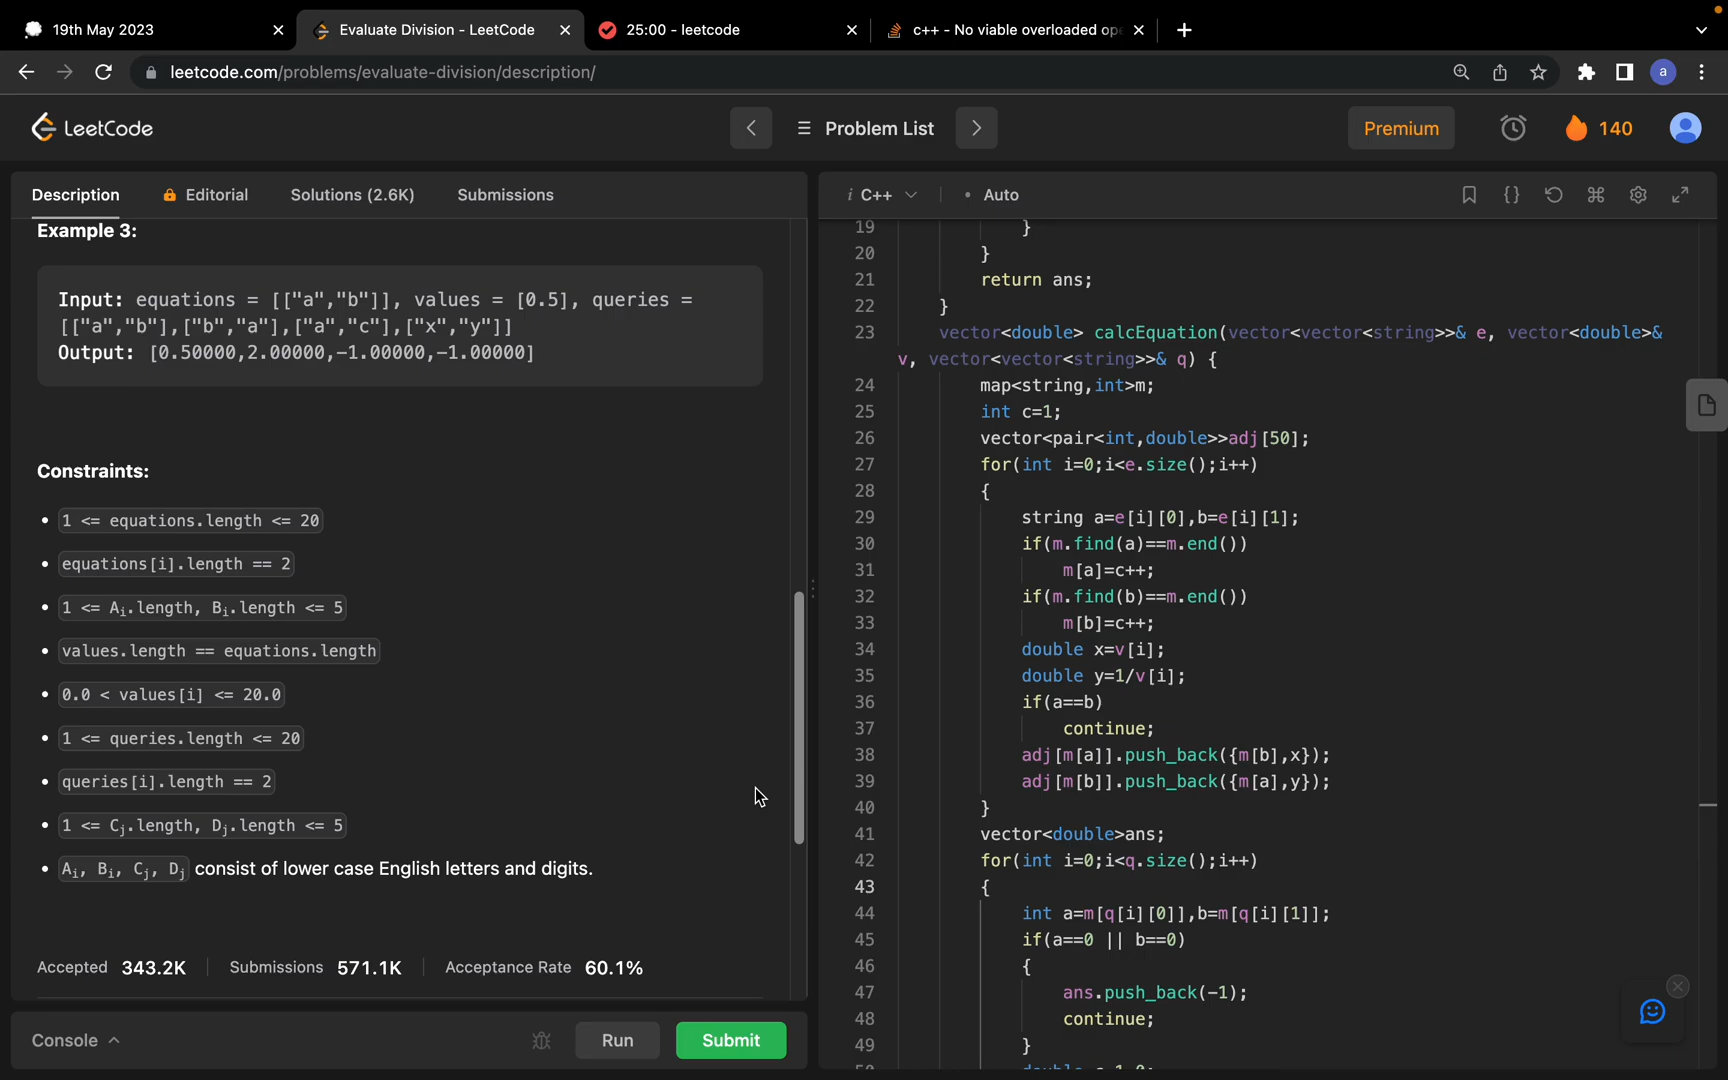 19th May 2023
Evaluate Division - LeetCode
25:00 - leetcode
c++ - No viable overloaded ope
leetcode.com/problems/evaluate-division/description/
a
LeetCode
Problem List
Premium
140
Description
Editorial
Solutions (2.6K)
Submissions
Example 3:
Input: equations = [["a","b"]], values = [0.5], queries =
[["a","b"],["b","a"],["a","c"],["x","y"]]
Output: [0.50000,2.00000,-1.00000,-1.00000]
Constraints:
• 1 <= equations.length <= 20
• equations[i].length == 2
• 1 <= Ai.length, Bi.length <= 5
• values.length == equations.length
• 0.0 < values[i] <= 20.0
• 1 <= queries.length <= 20
• queries[i].length == 2
• 1 <= Cj.length, Dj.length <= 5
• Ai, Bi, Cj, Dj consist of lower case English letters and digits.
Accepted 343.2K
Submissions 571.1K
Acceptance Rate 60.1%
Console
Run
Submit
i C++
• Auto
19 }
20 }
21 return ans;
22 }
23 vector<double> calcEquation(vector<vector<string>>& e, vector<double>&
v, vector<vector<string>>& q) {
24 map<string,int>m;
25 int c=1;
26 vector<pair<int,double>>adj[50];
27 for(int i=0;i<e.size();i++)
28 {
29 string a=e[i][0],b=e[i][1];
30 if(m.find(a)==m.end())
31 m[a]=c++;
32 if(m.find(b)==m.end())
33 m[b]=c++;
34 double x=v[i];
35 double y=1/v[i];
36 if(a==b)
37 continue;
38 adj[m[a]].push_back({m[b],x});
39 adj[m[b]].push_back({m[a],y});
40 }
41 vector<double>ans;
42 for(int i=0;i<q.size();i++)
43 {
44 int a=m[q[i][0]],b=m[q[i][1]];
45 if(a==0 || b==0)
46 {
47 ans.push_back(-1);
48 continue;
49 }